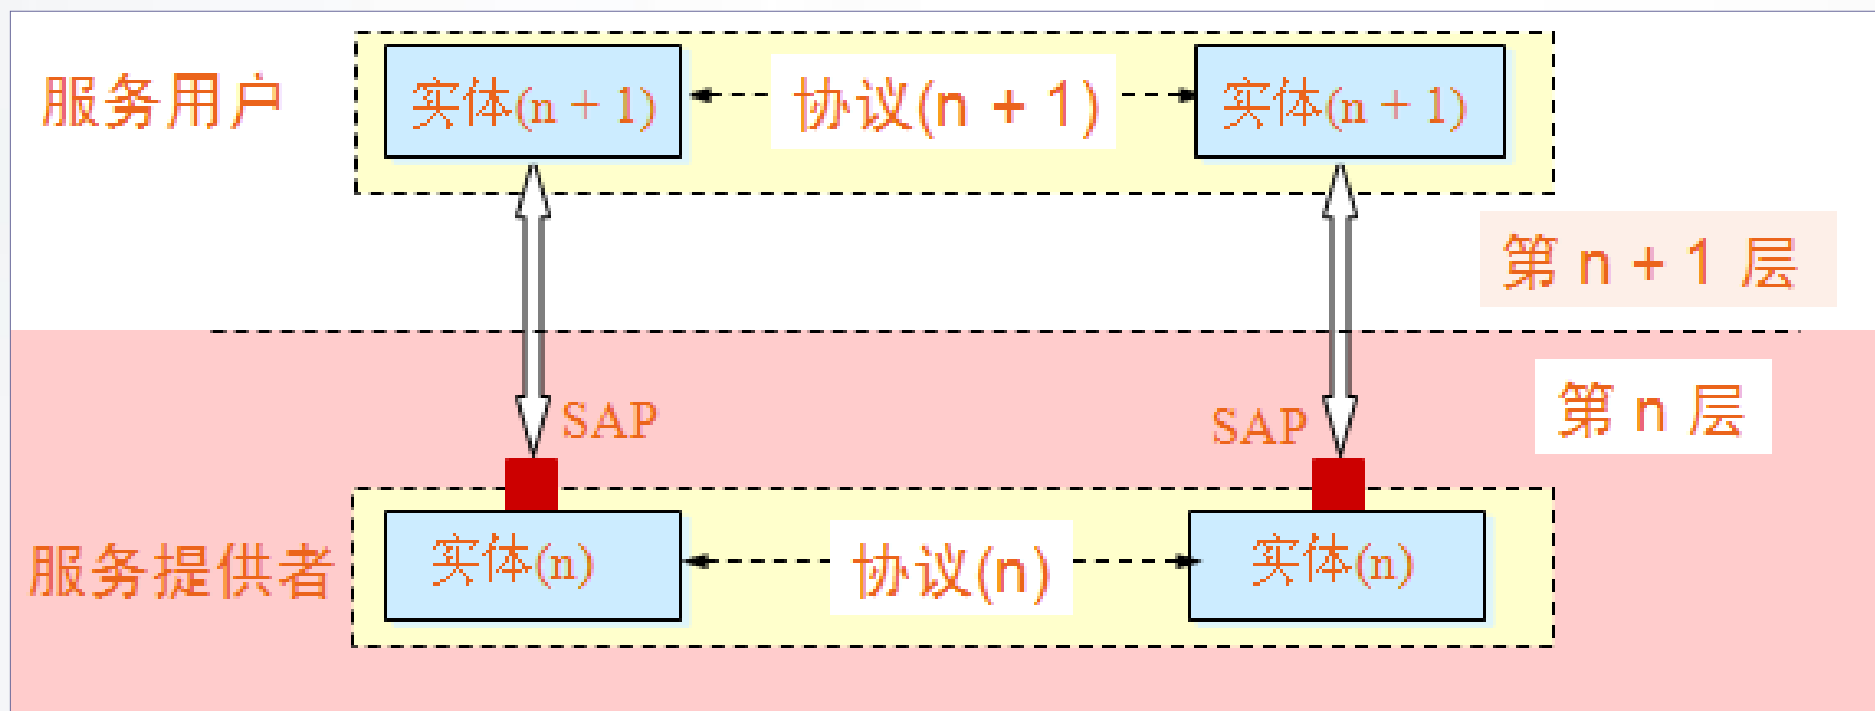 服务用户
实体(n + 1)
协议(n + 1)
实体(n + 1)
第 n + 1 层
第 n 层
SAP
SAP
服务提供者
实体(n)
协议(n)
实体(n)